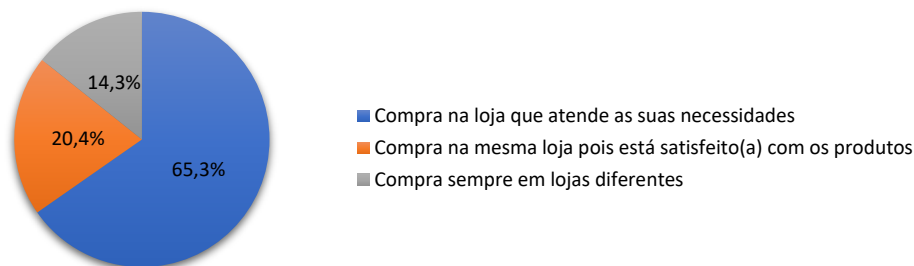 14,3%
20,4%
65,3%
Compra na loja que atende as suas necessidades
Compra na mesma loja pois está satisfeito(a) com os produtos
Compra sempre em lojas diferentes